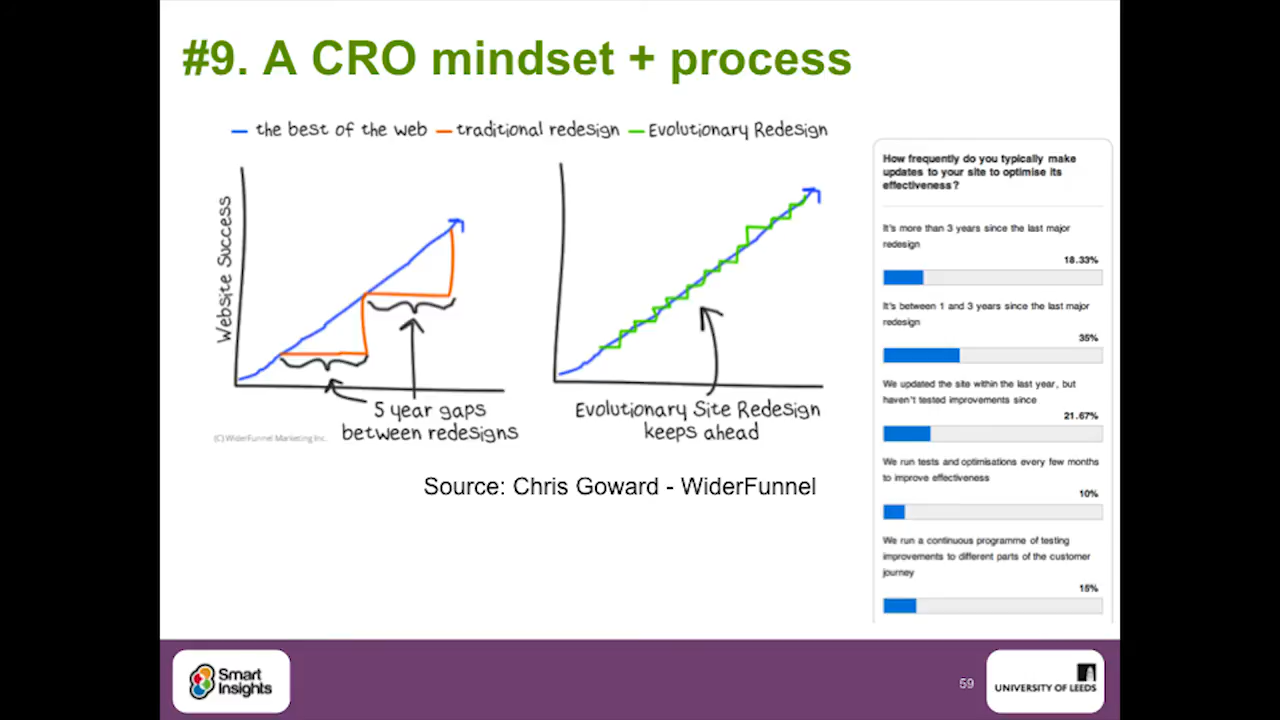 #9. A CRO mindset + process
the best of the web traditional redesign Evolutionary Redesign
Website Success
5 year gaps
between redesigns
(C) WiderFunnel Marketing Inc.
Evolutionary Site Redesign
keeps ahead
Source: Chris Goward - WiderFunnel
How frequently do you typically make
updates to your site to optimise its
effectiveness?
It's more than 3 years since the last major
redesign
18.33%
It's between 1 and 3 years since the last major
redesign
35%
We updated the site within the last year, but
haven't tested improvements since
21.67%
We run tests and optimisations every few months
to improve effectiveness
10%
We run a continuous programme of testing
improvements to different parts of the customer
journey
15%
Smart
Insights
59
UNIVERSITY OF LEEDS